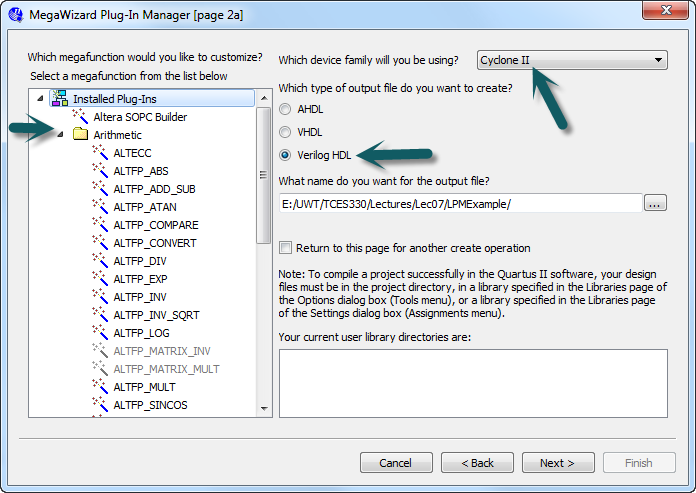 MegaWizard Plug-In Manager [page 2a]
Which megafunction would you like to customize?
Select a megafunction from the list below
Installed Plug-Ins
Altera SOPC Builder
Arithmetic
ALTECC
ALTFP_ABS
ALTFP_ADD_SUB
ALTFP_ATAN
ALTFP_COMPARE
ALTFP_CONVERT
ALTFP_DIV
ALTFP_EXP
ALTFP_INV
ALTFP_INV_SQRT
ALTFP_LOG
ALTFP_MATRIX_INV
ALTFP_MATRIX_MULT
ALTFP_MULT
ALTFP_SINCOS
Which device family will you be using?
Cyclone II
Which type of output file do you want to create?
AHDL
VHDL
Verilog HDL
What name do you want for the output file?
E:/UWT/TCES330/Lectures/Lec07/LPMExample/
...
Return to this page for another create operation
Note: To compile a project successfully in the Quartus II software, your design
files must be in the project directory, in a library specified in the Libraries page of
the Options dialog box (Tools menu), or a library specified in the Libraries page
of the Settings dialog box (Assignments menu).
Your current user library directories are:
Cancel
< Back
Next >
Finish